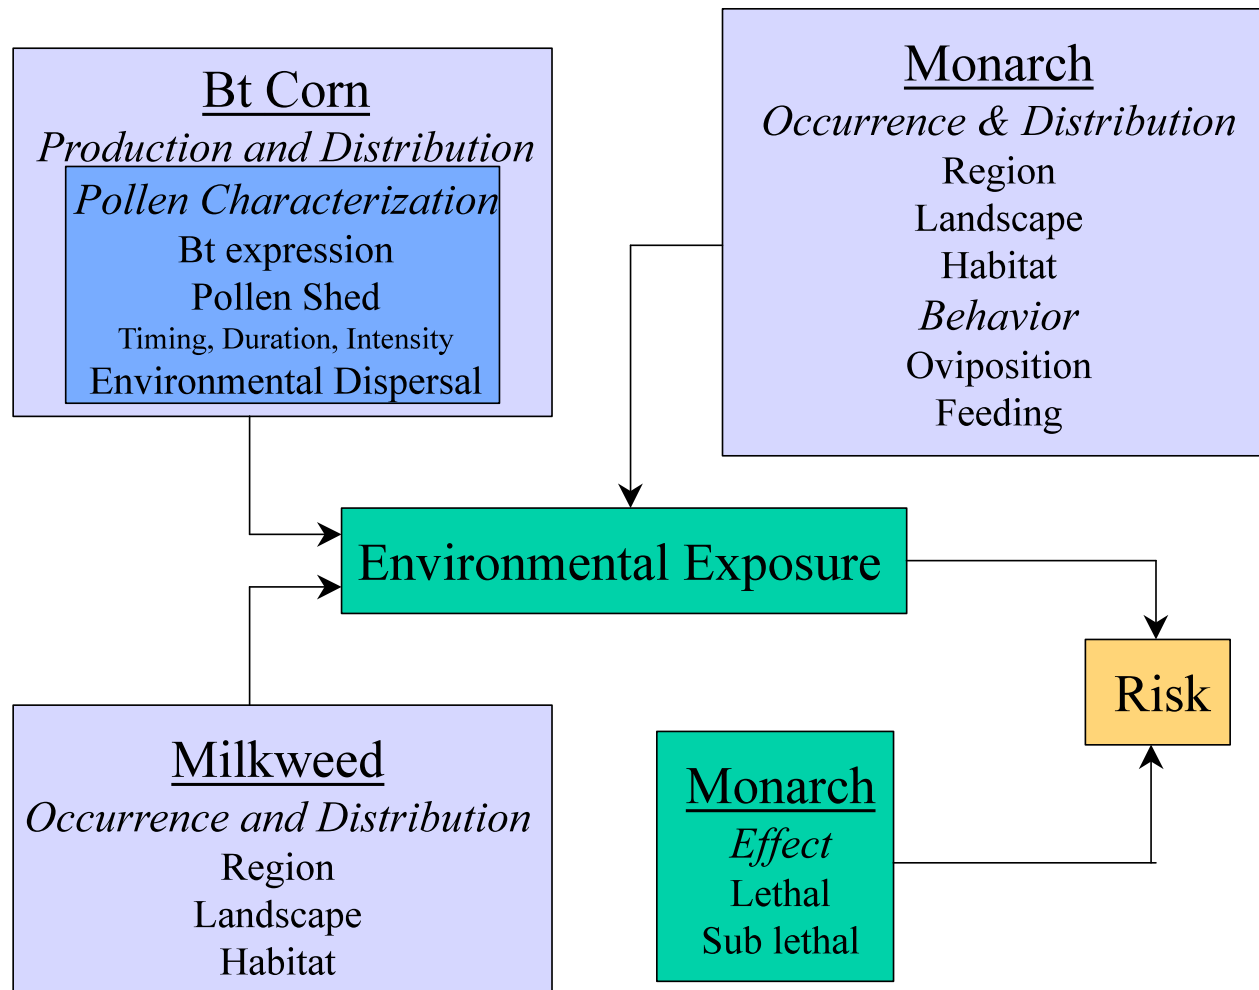 Bt Corn
Production and Distribution
Pollen Characterization
Bt expression
Pollen Shed
Timing, Duration, Intensity
Environmental Dispersal
Monarch
Occurrence & Distribution
Region
Landscape
Habitat
Behavior
Oviposition
Feeding
Environmental Exposure
Risk
Milkweed
Occurrence and Distribution
Region
Landscape
Habitat
Monarch
Effect
Lethal
Sub lethal